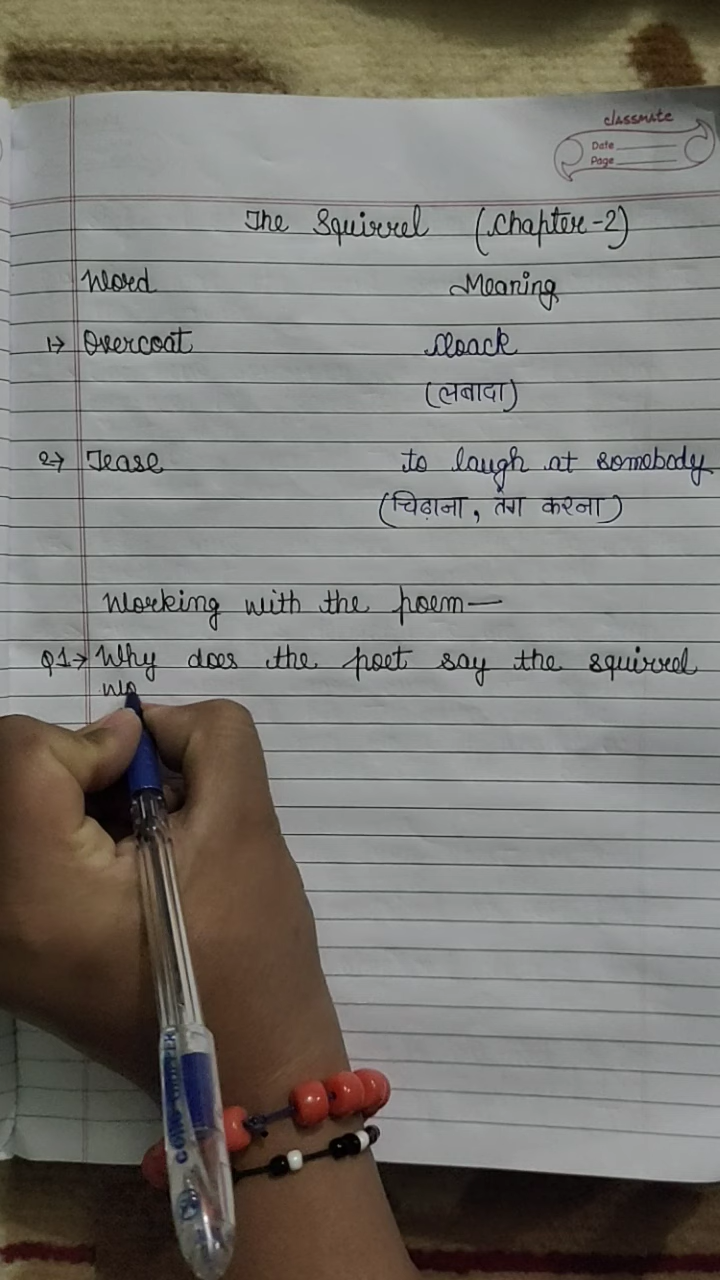 classmate
Date
Page
The Squirrel (Chapter-2)
Word Meaning
1→ Overcoat cloack
(लबादा)
2→ Tease to laugh at somebody
(चिढ़ाना, तंग करना)
Working with the poem—
Q1→ Why does the poet say the squirrel
wo